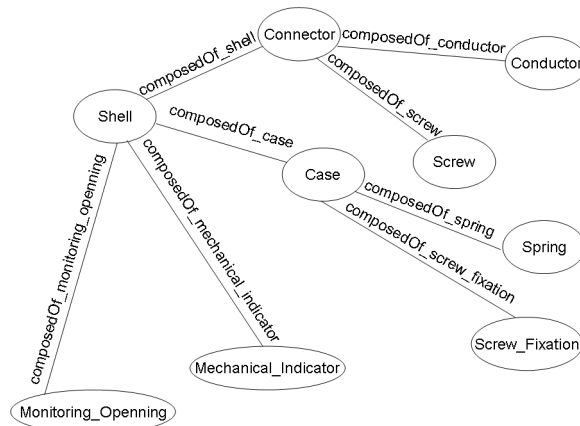 Connector
composedOf_conductor
Conductor
composedOf_shell
composedOf_screw
Shell
composedOf_case
Screw
Case
composedOf_spring
Spring
composedOf_screw_fixation
composedOf_monitoring_openning
composedOf_mechanical_indicator
Screw_Fixation
Mechanical_Indicator
Monitoring_Openning